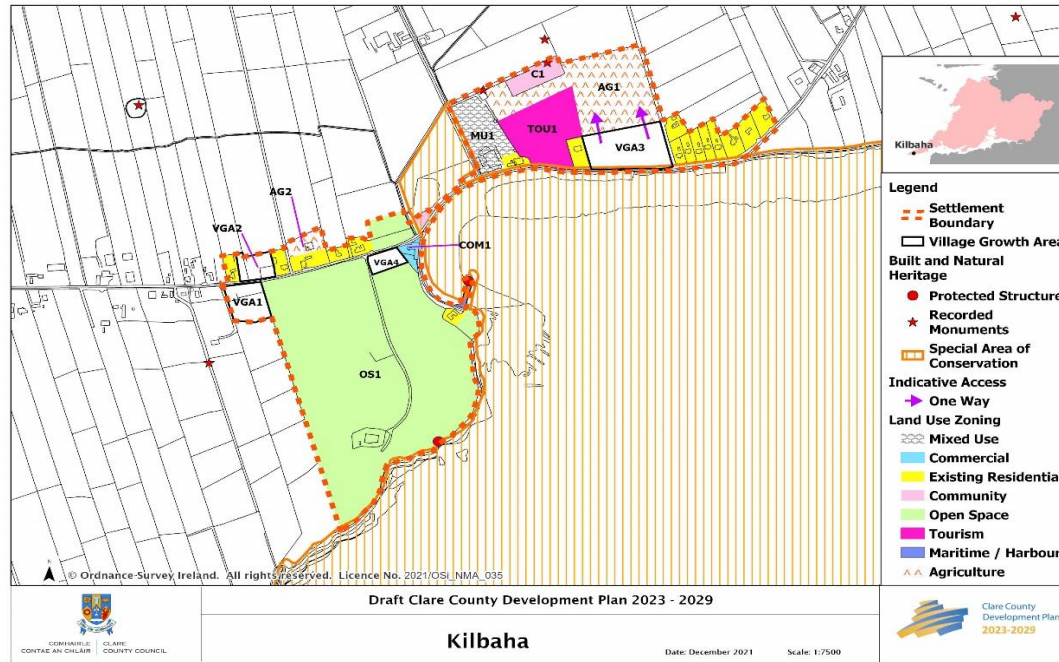 C1
AG1
MU1
TOU1
VGA3
AG2
VGA2
COM1
VGA4
VGA1
OS1
Kilbaha
Legend
Settlement
Boundary
Village Growth Area
Built and Natural
Heritage
Protected Structure
Recorded
Monuments
Special Area of
Conservation
Indicative Access
One Way
Land Use Zoning
Mixed Use
Commercial
Existing Residentia
Community
Open Space
Tourism
Maritime / Harbour
Agriculture
© Ordnance-Survey Ireland. All rights reserved. Licence No. 2021/OSi_NMA_035
COMHAIRLE CLARE
CONTAE AN CHLÁIR COUNTY COUNCIL
Draft Clare County Development Plan 2023 - 2029
Kilbaha
Date: December 2021 Scale: 1:7500
Clare County
Development Plan
2023-2029